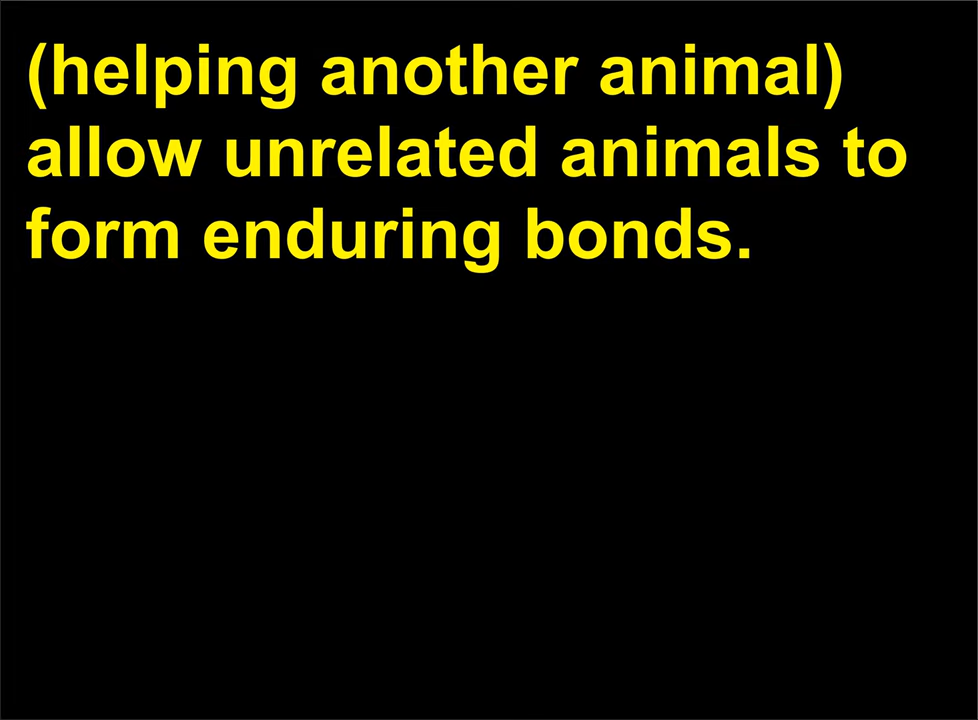 (helping another animal)
allow unrelated animals to
form enduring bonds.